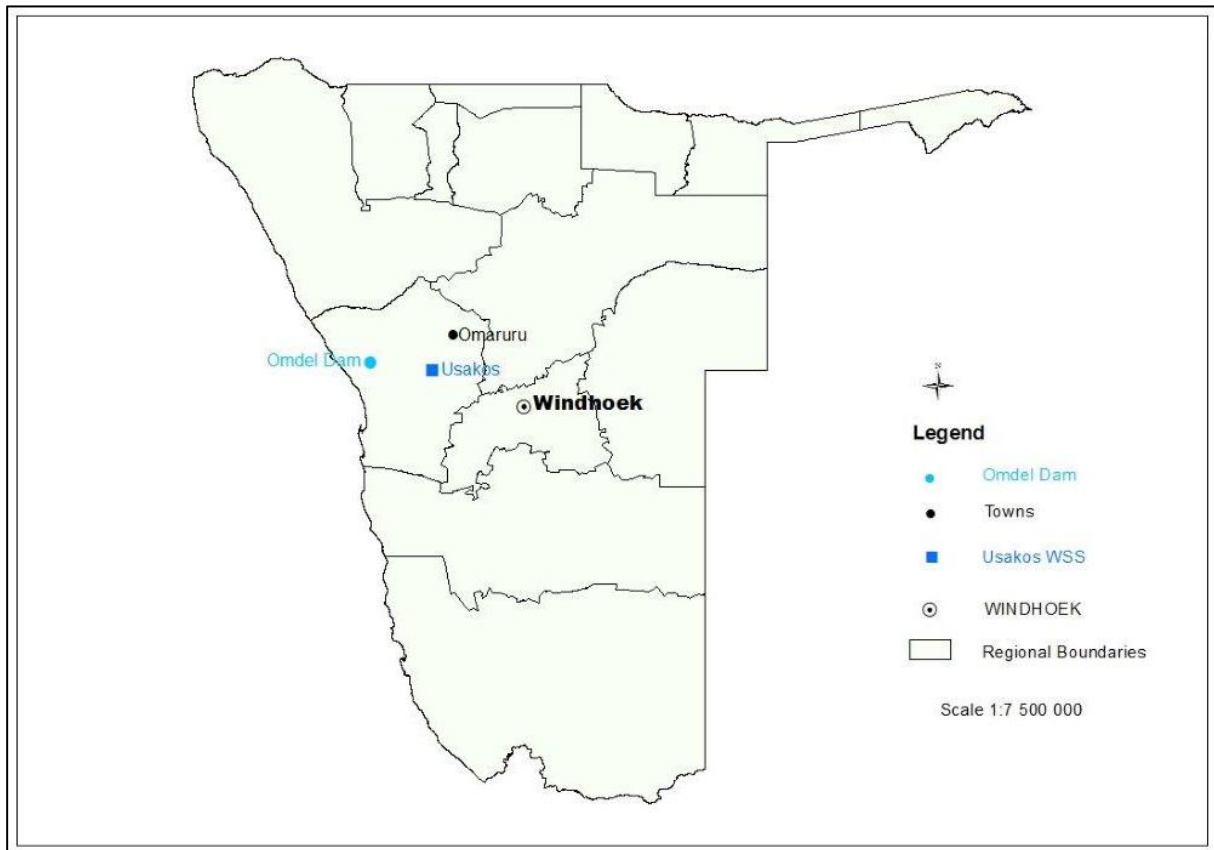 Omaruru
Omdel Dam
Usakos
Windhoek
N
Legend
Omdel Dam
Towns
Usakos WSS
WINDHOEK
Regional Boundaries
Scale 1:7 500 000